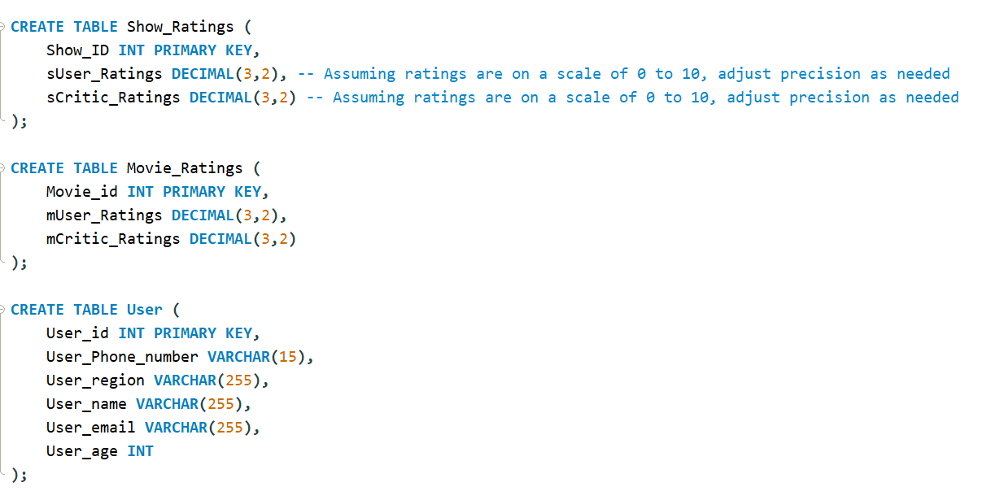 CREATE TABLE Show_Ratings (
    Show_ID INT PRIMARY KEY,
    sUser_Ratings DECIMAL(3,2), -- Assuming ratings are on a scale of 0 to 10, adjust precision as needed
    sCritic_Ratings DECIMAL(3,2) -- Assuming ratings are on a scale of 0 to 10, adjust precision as needed
);
CREATE TABLE Movie_Ratings (
    Movie_id INT PRIMARY KEY,
    mUser_Ratings DECIMAL(3,2),
    mCritic_Ratings DECIMAL(3,2)
);
CREATE TABLE User (
    User_id INT PRIMARY KEY,
    User_Phone_number VARCHAR(15),
    User_region VARCHAR(255),
    User_name VARCHAR(255),
    User_email VARCHAR(255),
    User_age INT
);